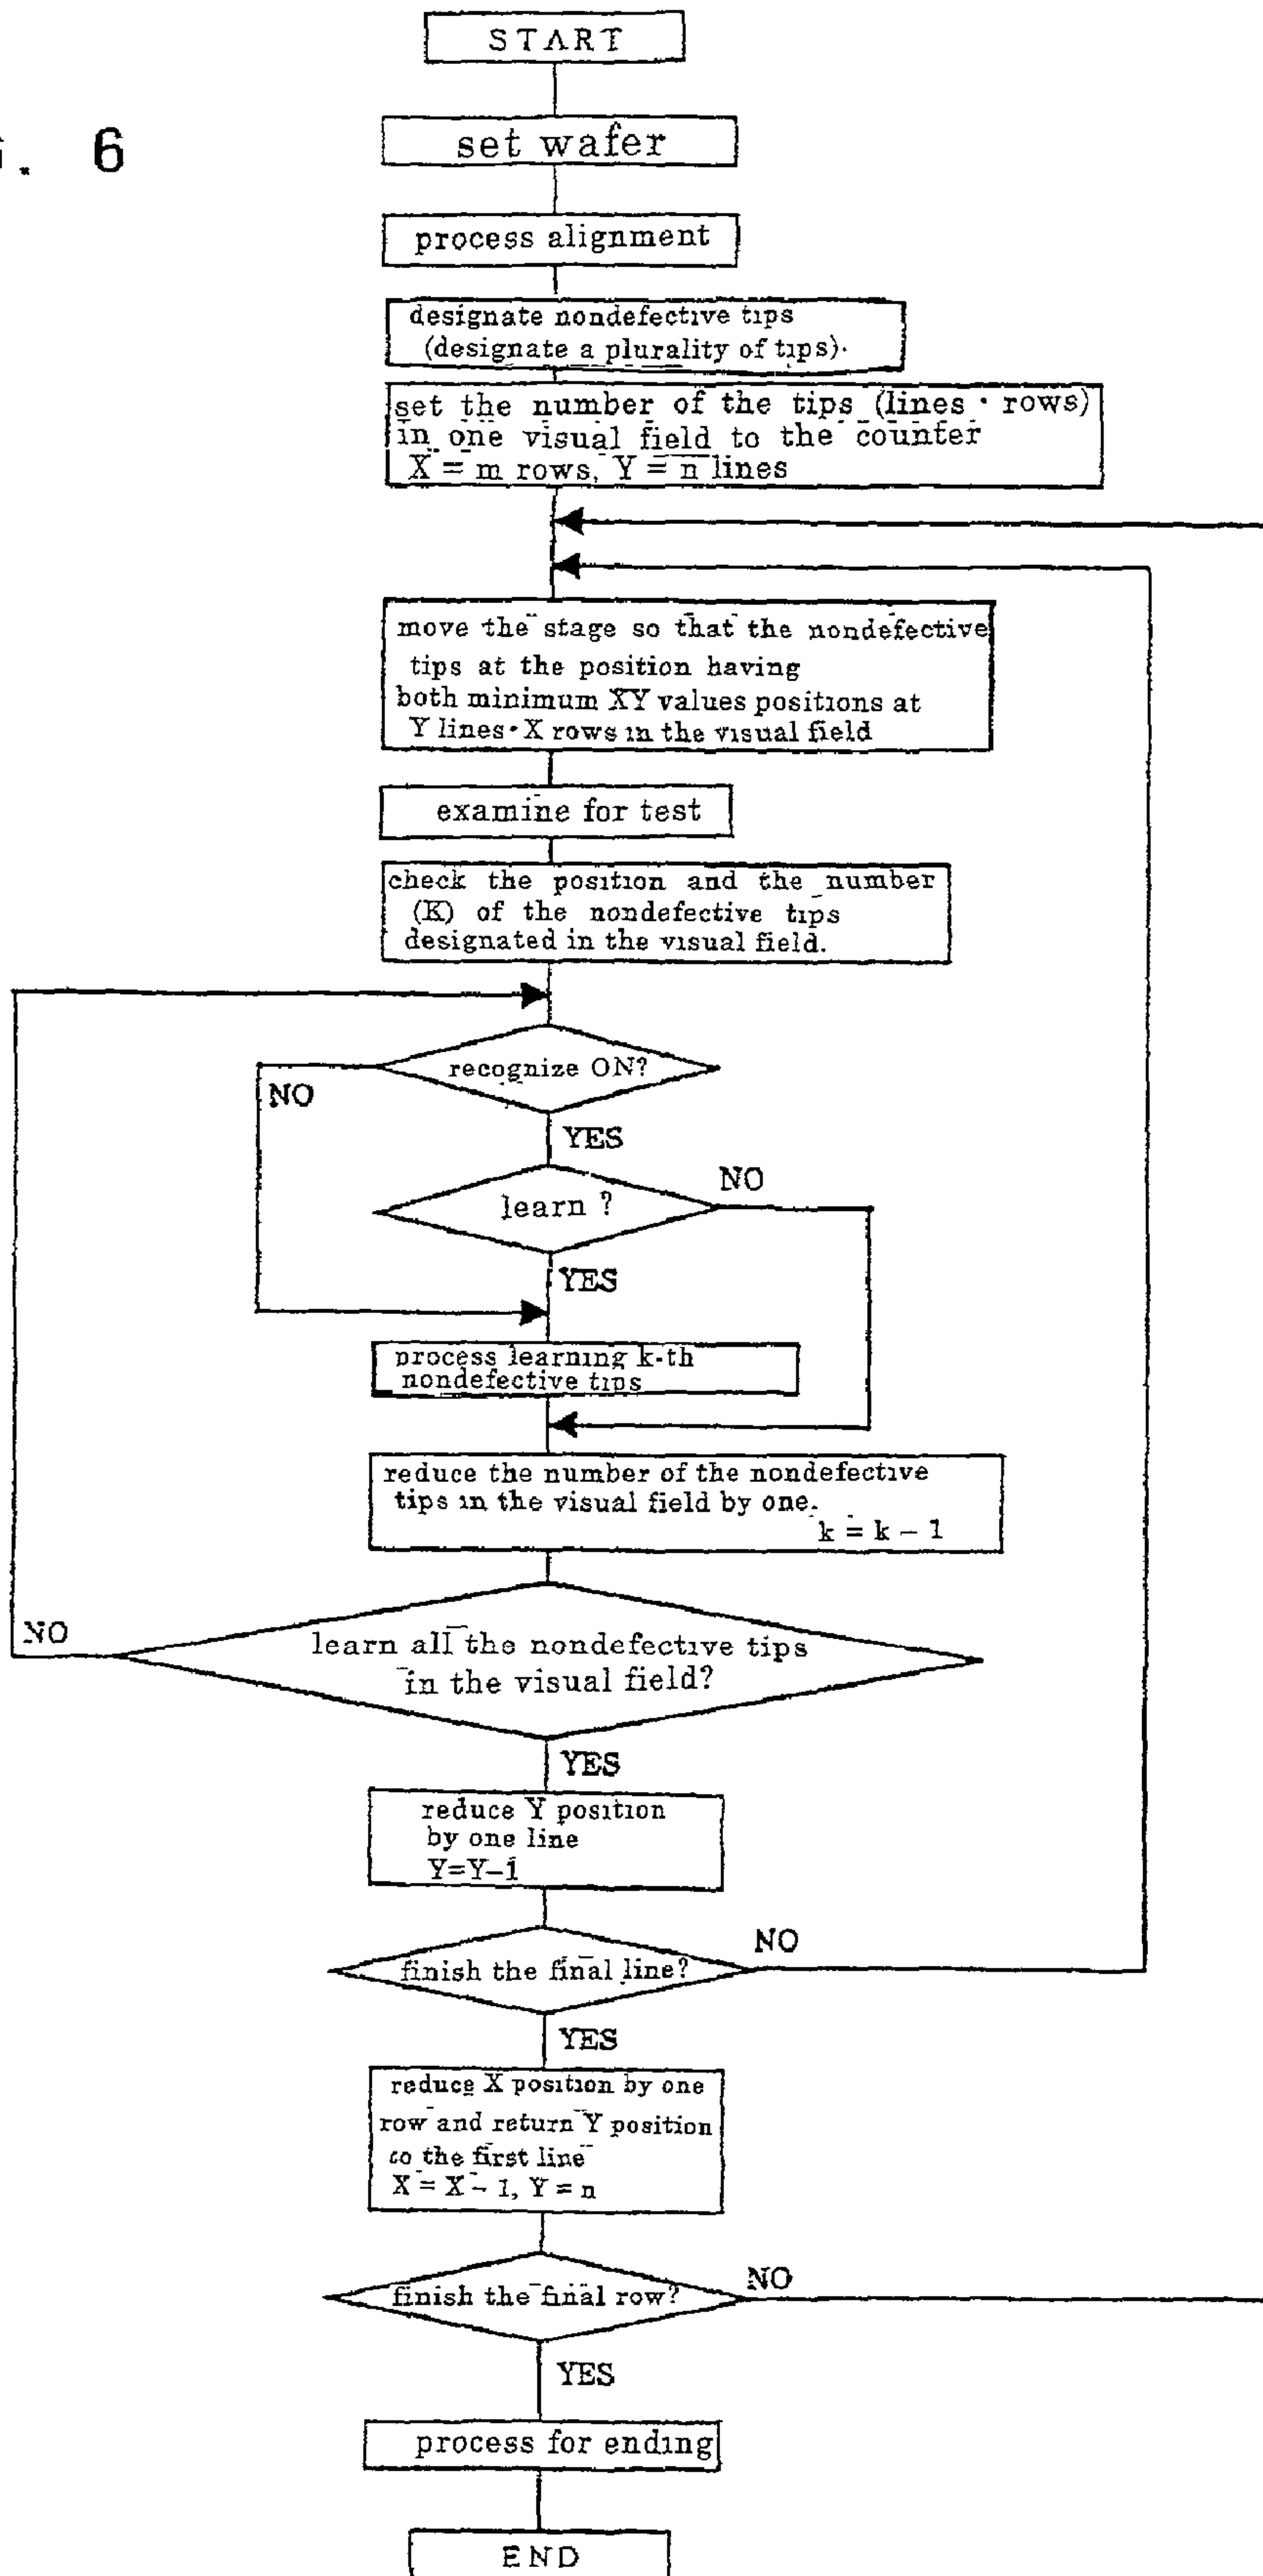 . 6
START
set wafer
process alignment
designate nondefective tips
(designate a plurality of tips).
set the number of the tips (lines · rows)
in one visual field to the counter
X = m rows, Y = n lines
move the stage so that the nondefective
tips at the position having
both minimum XY values positions at
Y lines · X rows in the visual field
examine for test
check the position and the number
(K) of the nondefective tips
designated in the visual field.
recognize ON?
NO
YES
learn ?
NO
YES
process learning k-th
nondefective tips
reduce the number of the nondefective
tips in the visual field by one.
k = k - 1
NO
learn all the nondefective tips
in the visual field?
YES
reduce Y position
by one line
Y=Y-1
finish the final line?
NO
YES
reduce X position by one
row and return Y position
to the first line
X = X - 1, Y = n
finish the final row?
NO
YES
process for ending
END